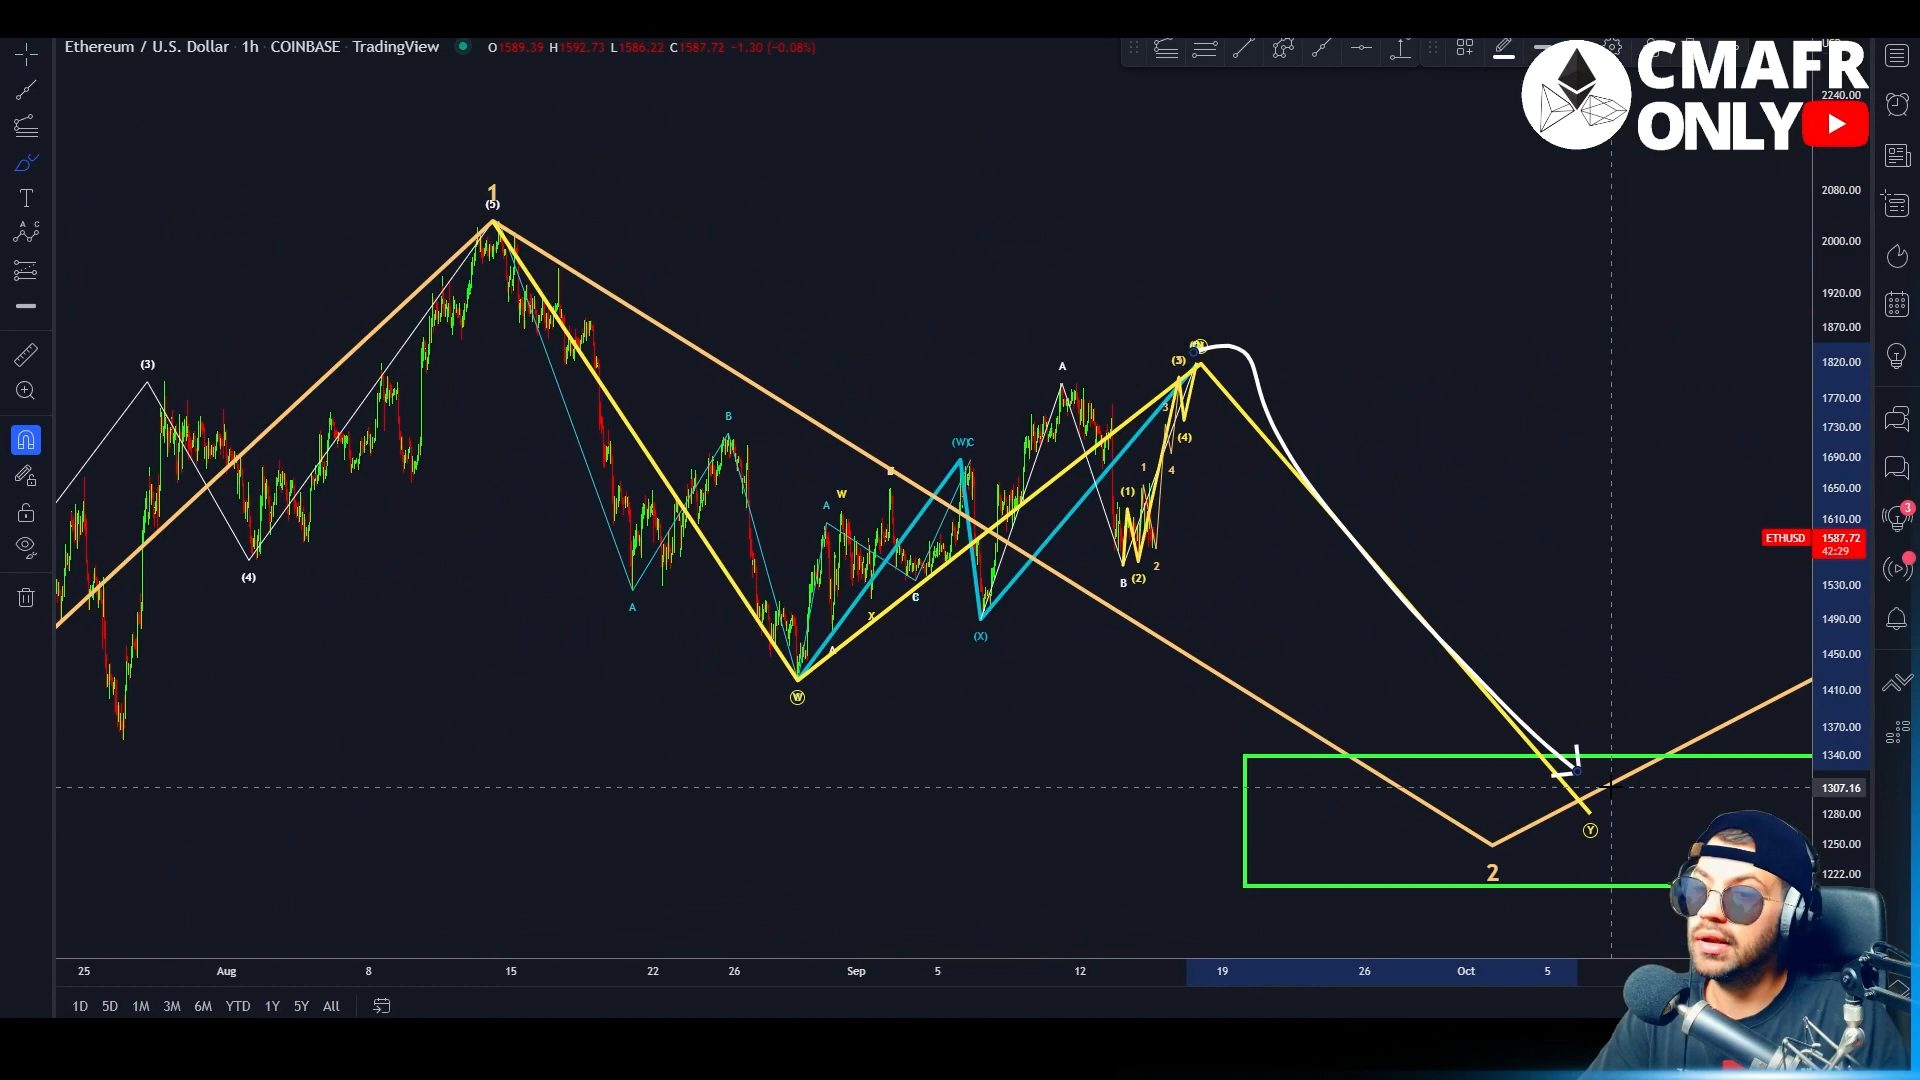 Ethereum / U.S. Dollar · 1h · COINBASE · TradingView
O1589.39 H1592.73 L1586.22 C1587.72 −1.30 (−0.08%)
CMAFR
ONLY
2240.00
2080.00
2000.00
1920.00
1870.00
1820.00
1770.00
1730.00
1690.00
1650.00
1610.00
ETHUSD 1587.72
42:29
1530.00
1490.00
1450.00
1410.00
1370.00
1340.00
1307.16
1280.00
1250.00
1222.00
3
1
(5)
(3)
(4)
A
B
W
A
W
X
A
C
(W)C
(X)
A
B
(1)
(2)
1
2
3
4
(3)
(4)
Y
2
25 Aug 8 15 22 26 Sep 5 12 19 26 Oct 5
1D 5D 1M 3M 6M YTD 1Y 5Y All